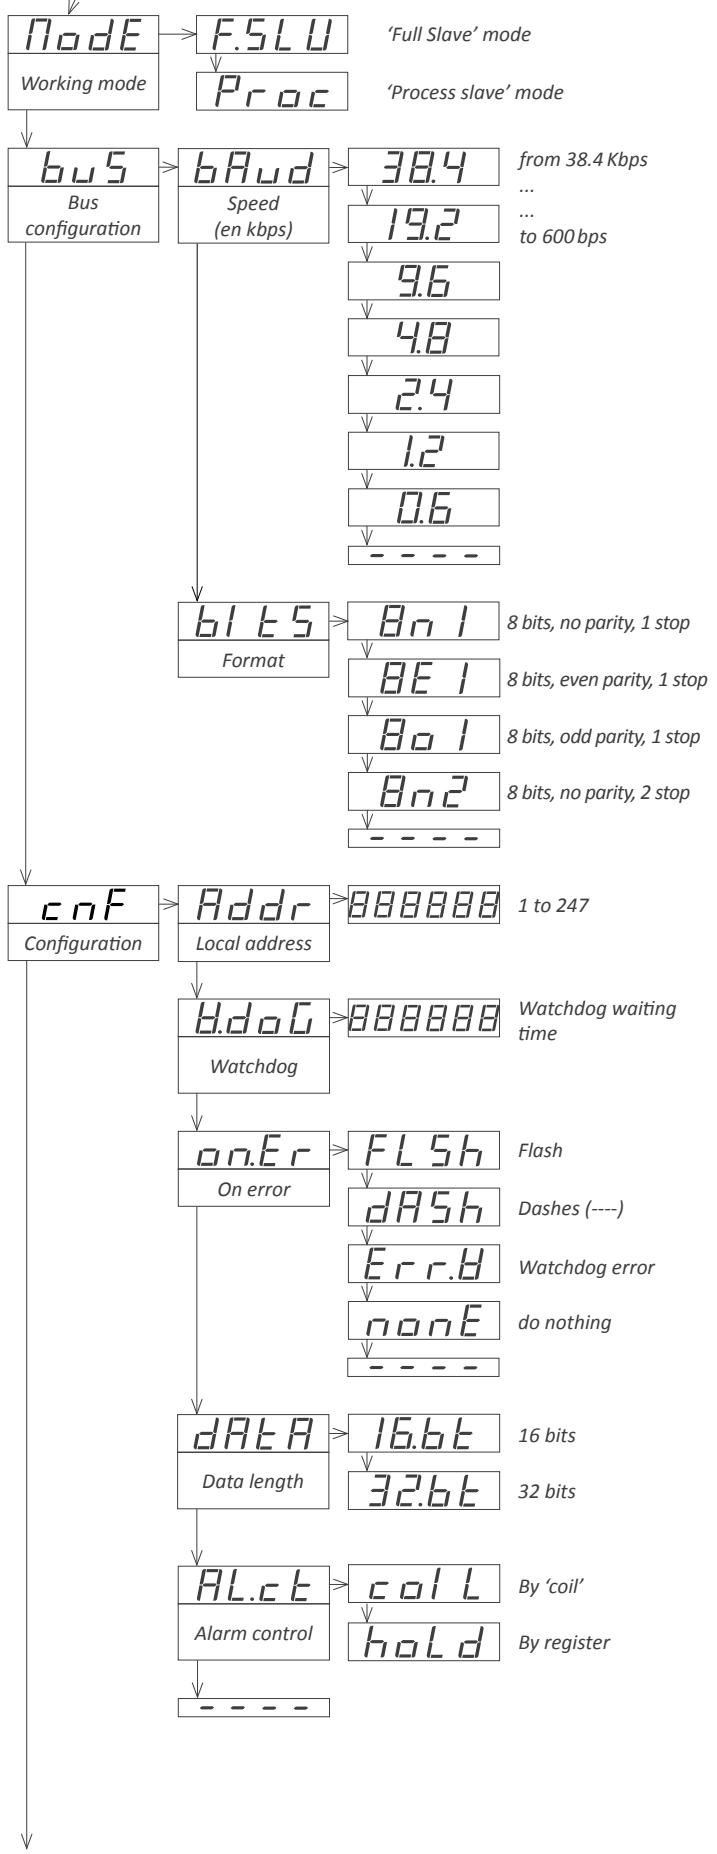 ModE
F.SLV
‘Full Slave’ mode
Working mode
Proc
‘Process slave’ mode
buS
bAud
38.4
from 38.4 Kbps
Bus
configuration
Speed
(en kbps)
...
...
19.2
to 600 bps
9.6
4.8
2.4
1.2
0.6
- - - -
bItS
8n1
8 bits, no parity, 1 stop
Format
8E1
8 bits, even parity, 1 stop
8o1
8 bits, odd parity, 1 stop
8n2
8 bits, no parity, 2 stop
- - - -
cnF
Addr
888888
1 to 247
Configuration
Local address
W.doG
888888
Watchdog waiting
time
Watchdog
on.Er
FLSh
Flash
On error
dASh
Dashes (----)
Err.W
Watchdog error
nonE
do nothing
- - - -
dAtA
16.bt
16 bits
Data length
32.bt
32 bits
AL.ct
coIL
By ‘coil’
Alarm control
hoLd
By register
- - - -